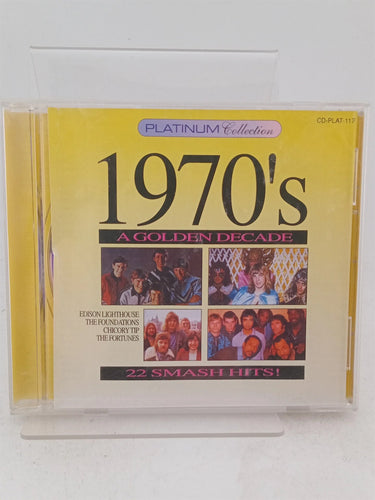 PLATINUM Collection
CD-PLAT 117
1970's
A GOLDEN DECADE
EDISON LIGHTHOUSE
THE FOUNDATIONS
CHICORY TIP
THE FORTUNES
22 SMASH HITS!